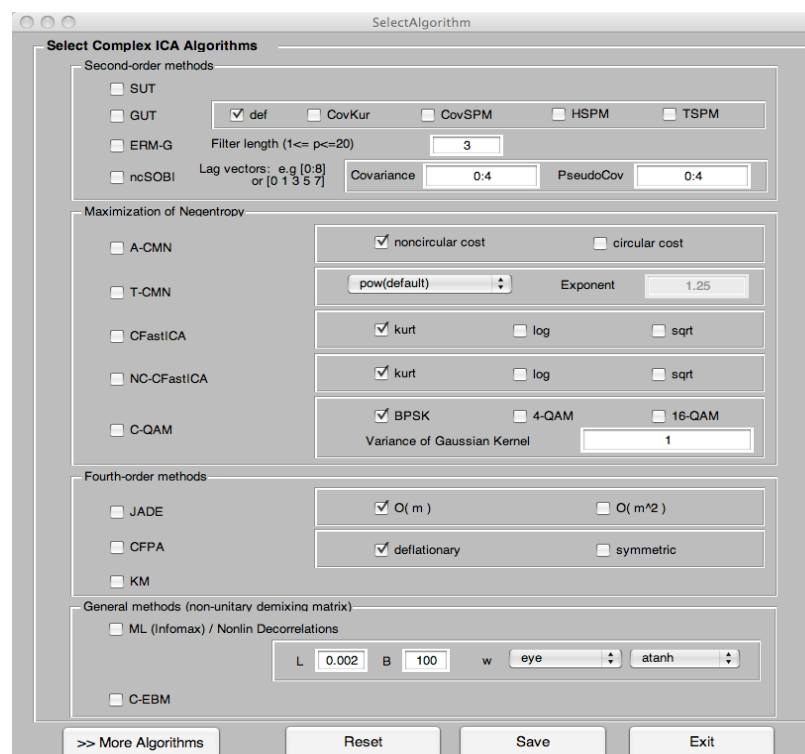 SelectAlgorithm
Select Complex ICA Algorithms
Second-order methods
SUT
GUT def CovKur CovSPM HSPM TSPM
ERM-G Filter length (1<= p<=20) 3
ncSOBI Lag vectors: e.g [0:8] or [0 1 3 5 7] Covariance 0:4 PseudoCov 0:4
Maximization of Negentropy
A-CMN noncircular cost circular cost
T-CMN pow(default) Exponent 1.25
CFastICA kurt log sqrt
NC-CFastICA kurt log sqrt
C-QAM BPSK 4-QAM 16-QAM
Variance of Gaussian Kernel 1
Fourth-order methods
JADE O( m ) O( m^2 )
CFPA deflationary symmetric
KM
General methods (non-unitary demixing matrix)
ML (Infomax) / Nonlin Decorrelations
L 0.002 B 100 w eye atanh
C-EBM
>> More Algorithms Reset Save Exit